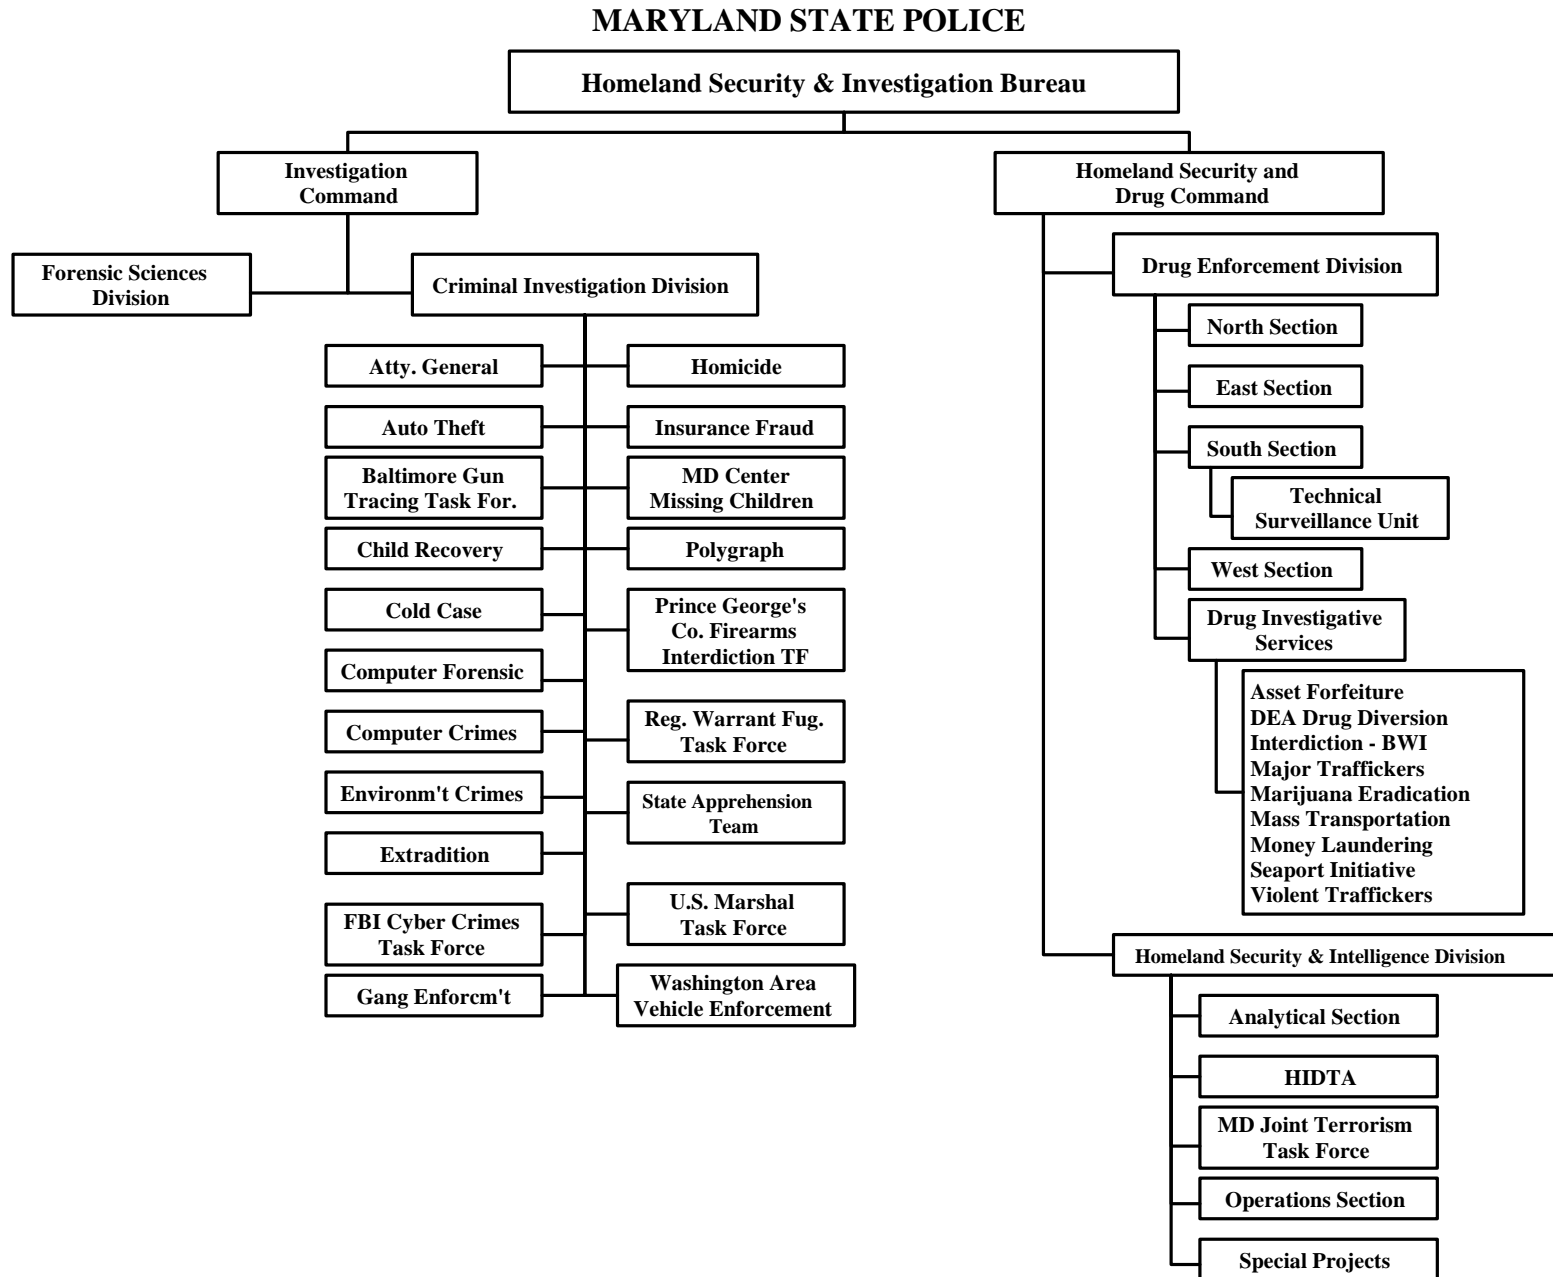 MARYLAND STATE POLICE
Homeland Security & Investigation Bureau
Investigation
Command
Homeland Security and
Drug Command
Forensic Sciences
Division
Criminal Investigation Division
Atty. General
Auto Theft
Baltimore Gun
Tracing Task For.
Child Recovery
Cold Case
Computer Forensic
Computer Crimes
Environm't Crimes
Extradition
FBI Cyber Crimes
Task Force
Gang Enforcm't
Homicide
Insurance Fraud
MD Center
Missing Children
Polygraph
Prince George's
Co. Firearms
Interdiction TF
Reg. Warrant Fug.
Task Force
State Apprehension
Team
U.S. Marshal
Task Force
Washington Area
Vehicle Enforcement
Drug Enforcement Division
North Section
East Section
South Section
Technical
Surveillance Unit
West Section
Drug Investigative
Services
Asset Forfeiture
DEA Drug Diversion
Interdiction - BWI
Major Traffickers
Marijuana Eradication
Mass Transportation
Money Laundering
Seaport Initiative
Violent Traffickers
Homeland Security & Intelligence Division
Analytical Section
HIDTA
MD Joint Terrorism
Task Force
Operations Section
Special Projects